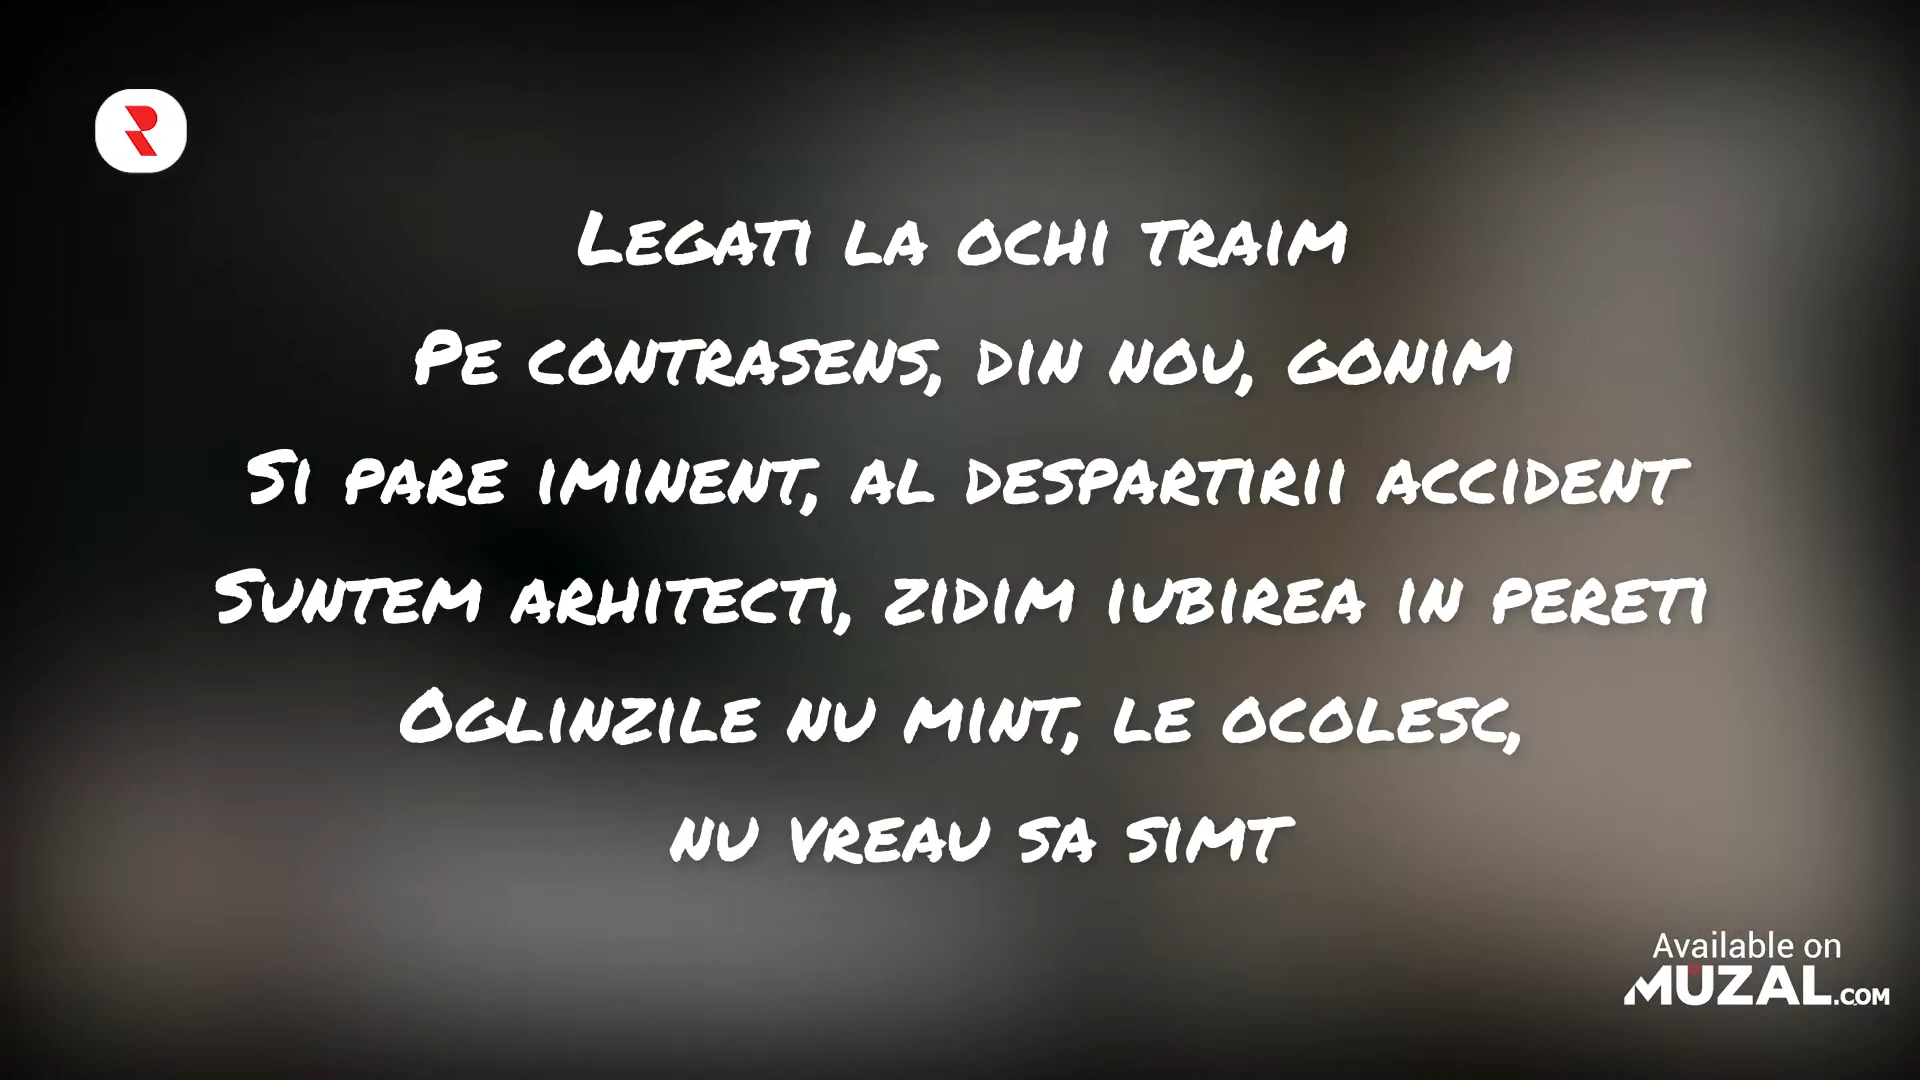 Legati la ochi traim
Pe contrasens, din nou, gonim
Si pare iminent, al despartirii accident
Suntem arhitecti, zidim iubirea in pereti
Oglinzile nu mint, le ocolesc,
nu vreau sa simt
Available on
MUZAL.COM